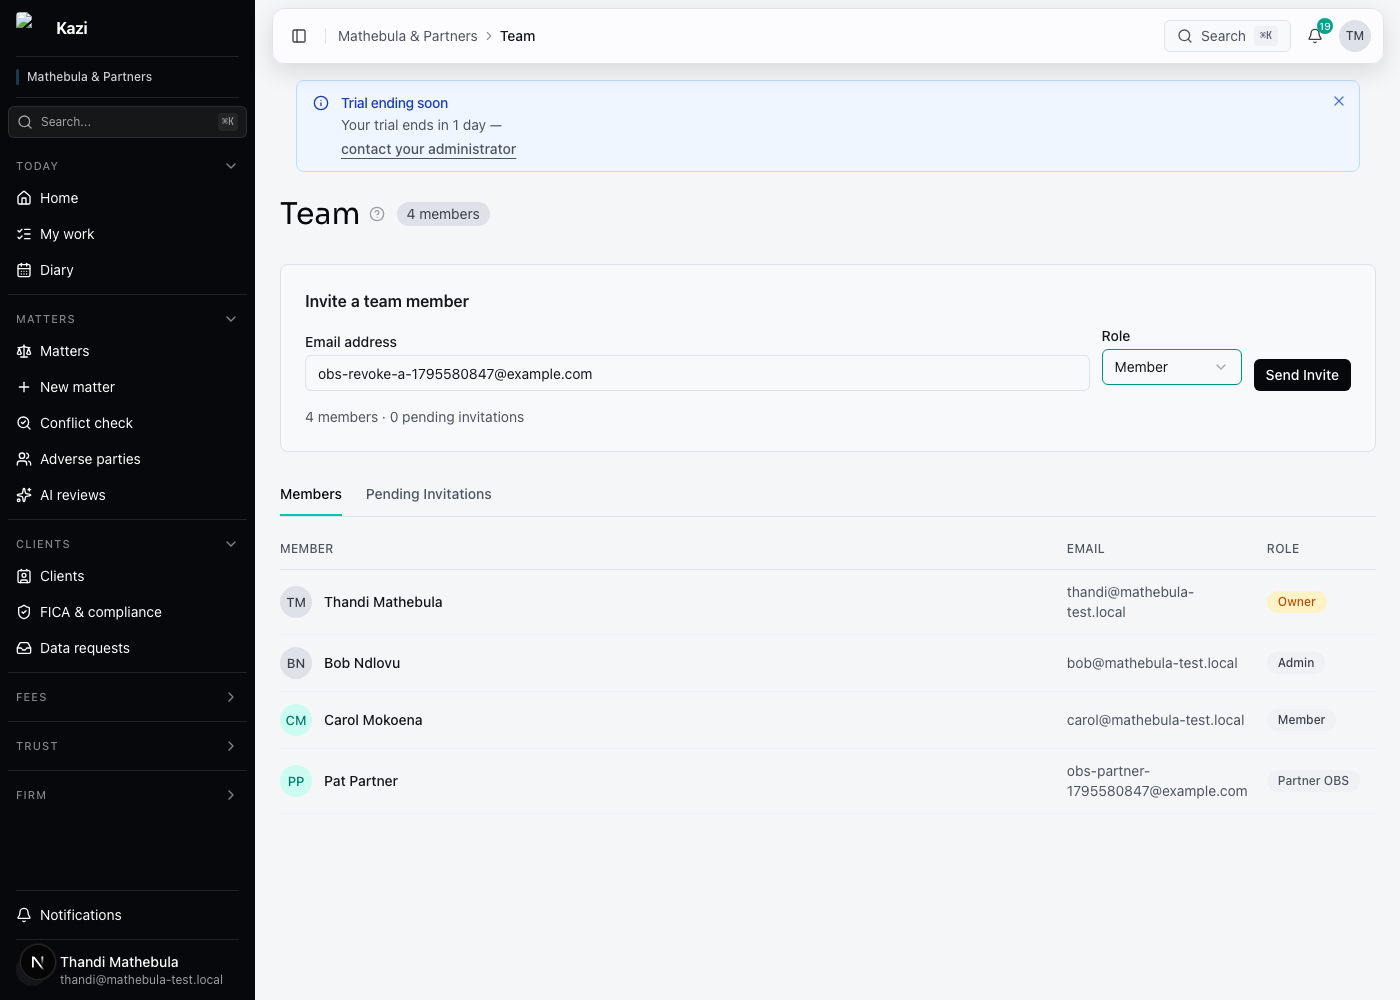 Kazi
Mathebula & Partners
Search...
⌘K
TODAY
Home
My work
Diary
MATTERS
Matters
New matter
Conflict check
Adverse parties
AI reviews
CLIENTS
Clients
FICA & compliance
Data requests
FEES
TRUST
FIRM
Notifications
N
Thandi Mathebula
thandi@mathebula-test.local
Mathebula & Partners > Team
Search ⌘K
19
TM
Trial ending soon
Your trial ends in 1 day —
contact your administrator
Team
4 members
Invite a team member
Email address
Role
obs-revoke-a-1795580847@example.com
Member
Send Invite
4 members · 0 pending invitations
Members
Pending Invitations
MEMBER EMAIL ROLE
TM Thandi Mathebula
thandi@mathebula-
test.local
Owner
BN Bob Ndlovu bob@mathebula-test.local Admin
CM Carol Mokoena carol@mathebula-test.local Member
PP Pat Partner
obs-partner-
1795580847@example.com
Partner OBS